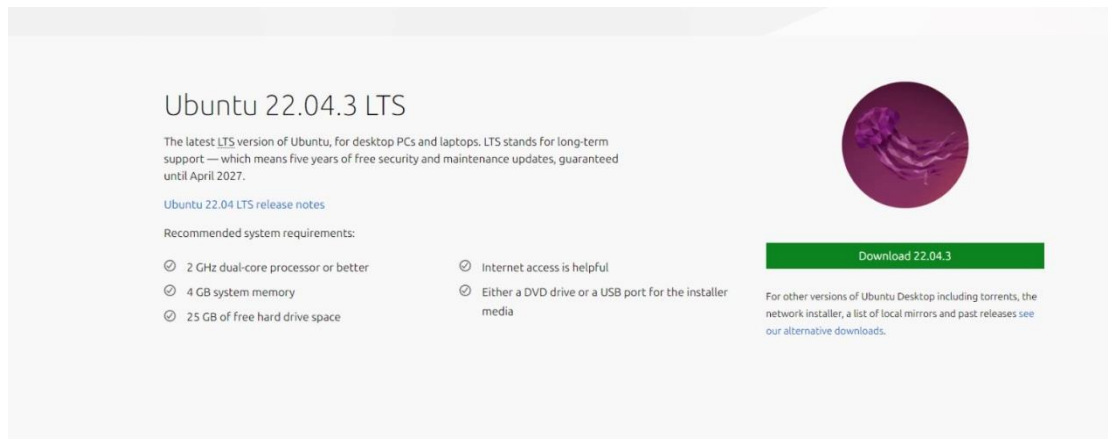 Ubuntu 22.04.3 LTS
The latest LTS version of Ubuntu, for desktop PCs and laptops. LTS stands for long-term
support — which means five years of free security and maintenance updates, guaranteed
until April 2027.
Ubuntu 22.04 LTS release notes
Recommended system requirements:
2 GHz dual-core processor or better
4 GB system memory
25 GB of free hard drive space
Internet access is helpful
Either a DVD drive or a USB port for the installer
media
Download 22.04.3
For other versions of Ubuntu Desktop including torrents, the
network installer, a list of local mirrors and past releases see
our alternative downloads.